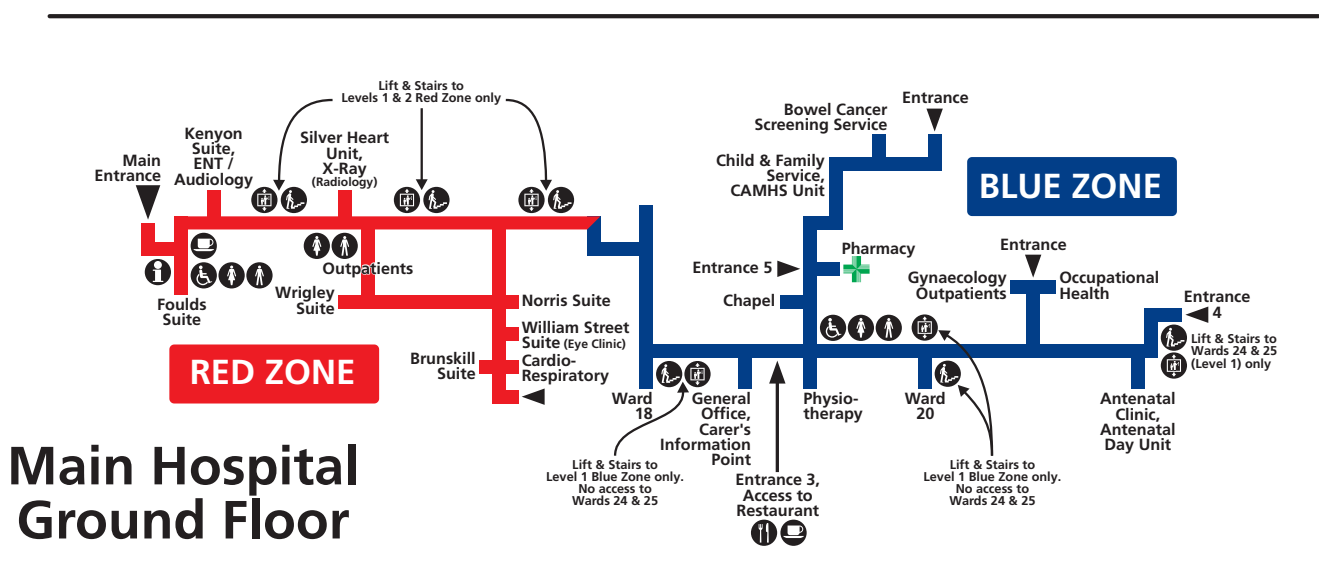 Lift & Stairs to
Levels 1 & 2 Red Zone only
Main
Entrance
Kenyon
Suite,
ENT /
Audiology
Silver Heart
Unit,
X-Ray
(Radiology)
Outpatients
Foulds
Suite
Wrigley
Suite
Norris Suite
William Street
Suite (Eye Clinic)
Brunskill
Suite
Cardio-
Respiratory
RED ZONE
Bowel Cancer
Screening Service
Entrance
Child & Family
Service,
CAMHS Unit
BLUE ZONE
Entrance 5
Pharmacy
Chapel
Entrance
Gynaecology
Outpatients
Occupational
Health
Entrance
4
Lift & Stairs to
Wards 24 & 25
(Level 1) only
Ward
18
General
Office,
Carer's
Information
Point
Physio-
therapy
Ward
20
Antenatal
Clinic,
Antenatal
Day Unit
Lift & Stairs to
Level 1 Blue Zone only.
No access to
Wards 24 & 25
Entrance 3,
Access to
Restaurant
Lift & Stairs to
Level 1 Blue Zone only.
No access to
Wards 24 & 25
Main Hospital
Ground Floor